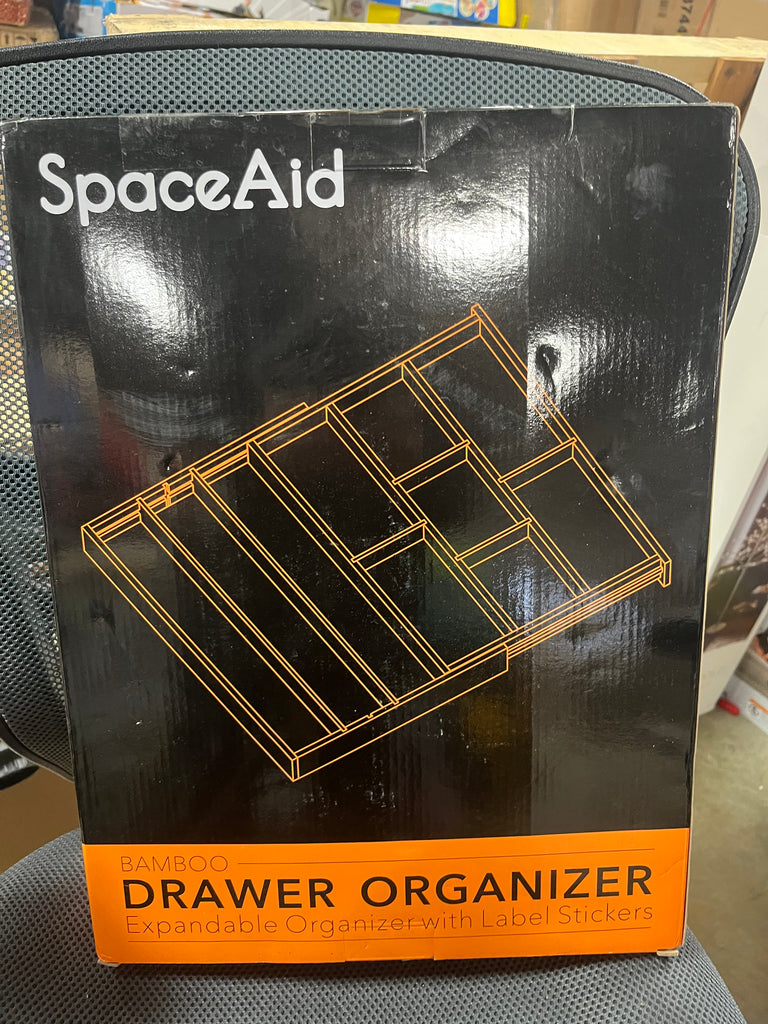 SpaceAid
BAMBOO
DRAWER ORGANIZER
Expandable Organizer with Label Stickers